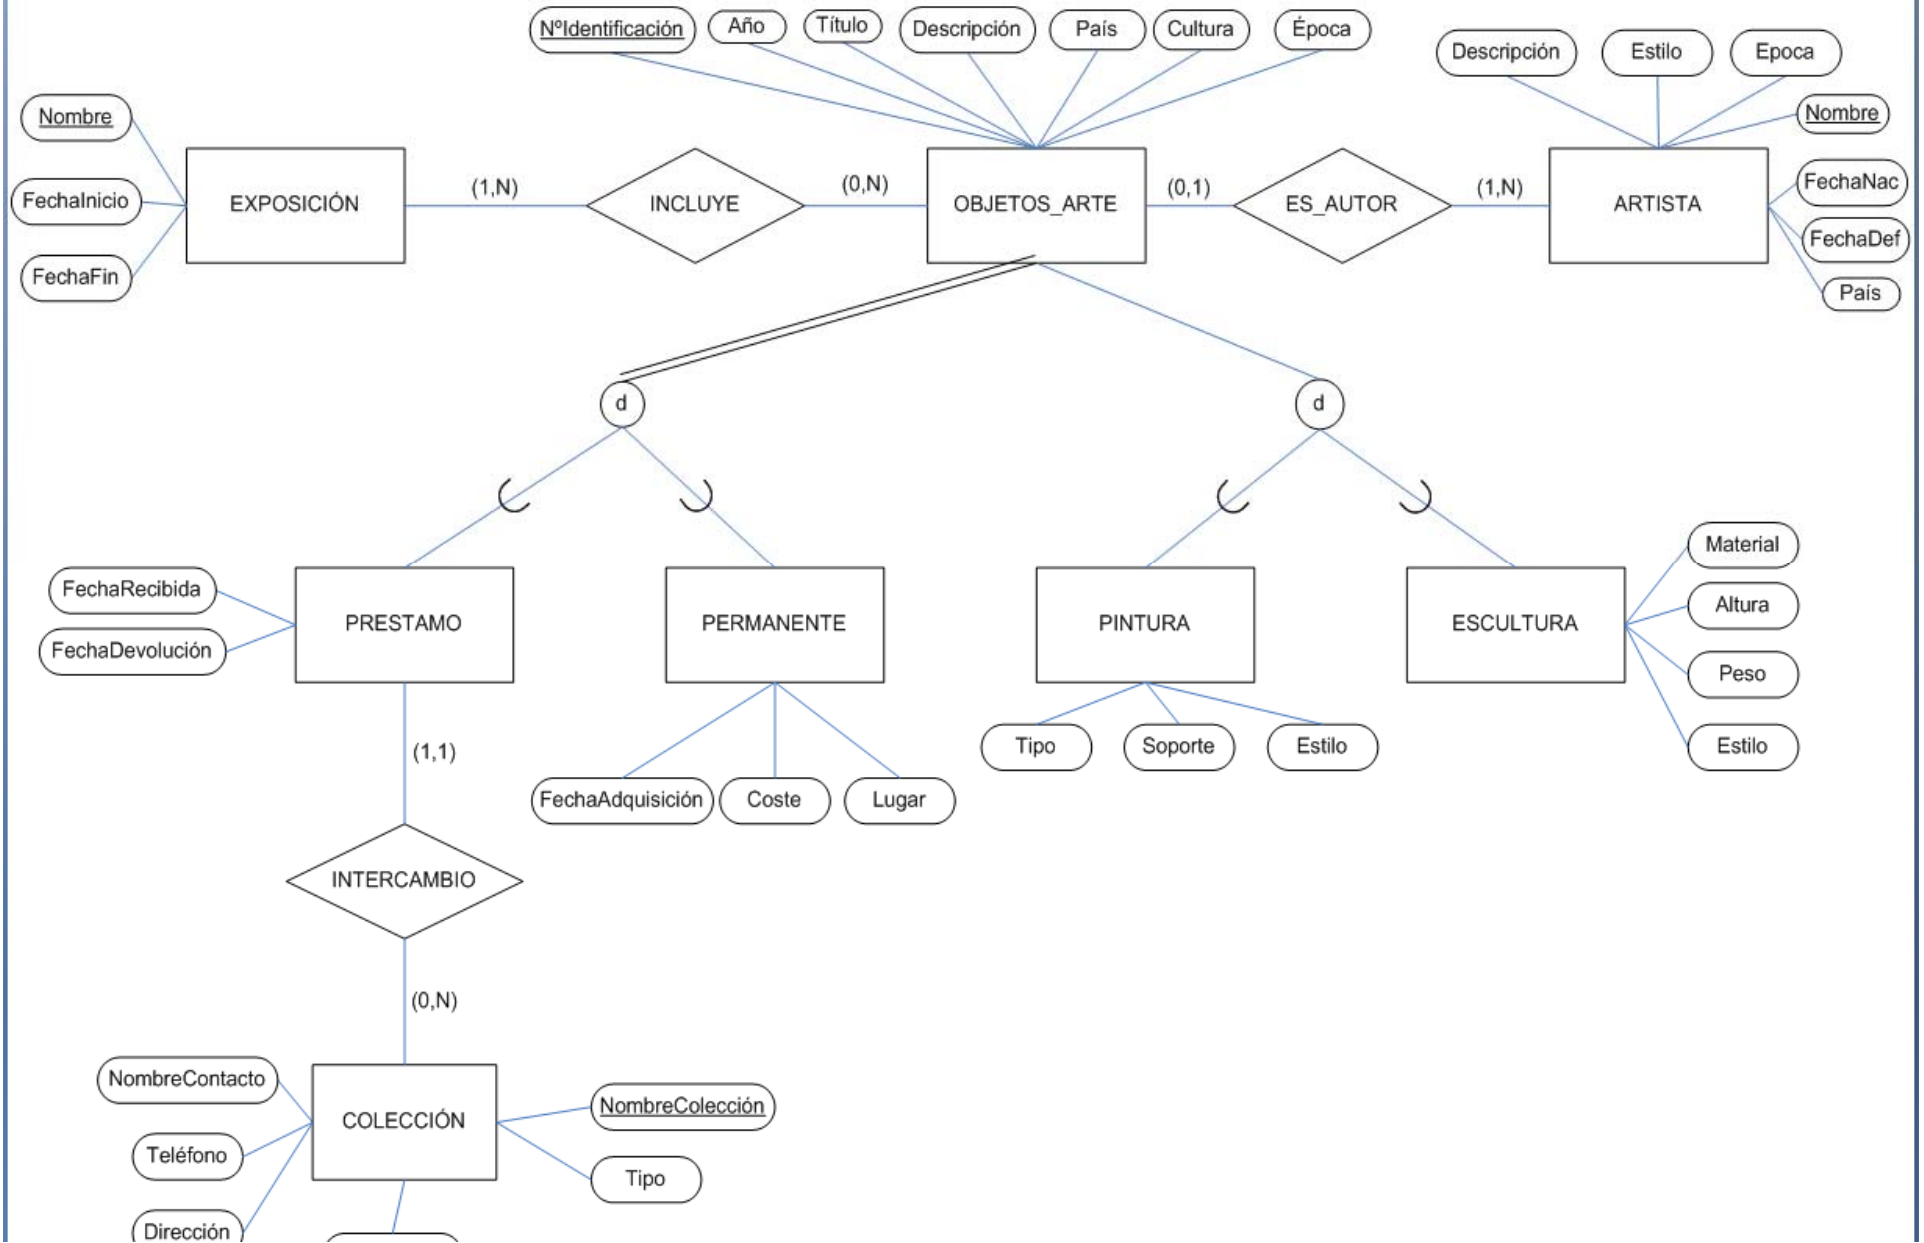 NºIdentificación
Año
Título
Descripción
País
Cultura
Época
Descripción
Estilo
Epoca
Nombre
Nombre
FechaInicio
FechaFin
EXPOSICIÓN
(1,N)
INCLUYE
(0,N)
OBJETOS_ARTE
(0,1)
ES_AUTOR
(1,N)
ARTISTA
FechaNac
FechaDef
País
d
d
FechaRecibida
FechaDevolución
PRESTAMO
PERMANENTE
PINTURA
ESCULTURA
Material
Altura
Peso
Estilo
Tipo
Soporte
Estilo
(1,1)
FechaAdquisición
Coste
Lugar
INTERCAMBIO
(0,N)
NombreContacto
Teléfono
Dirección
COLECCIÓN
NombreColección
Tipo